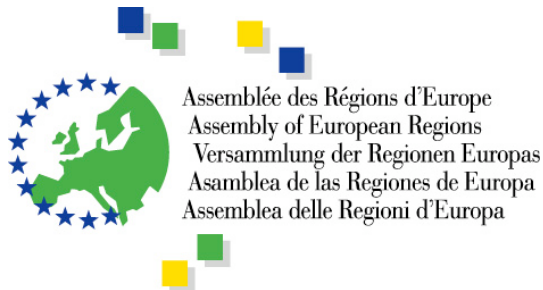 Assemblée des Régions d'Europe
Assembly of European Regions
Versammlung der Regionen Europas
Asamblea de las Regiones de Europa
Assemblea delle Regioni d'Europa